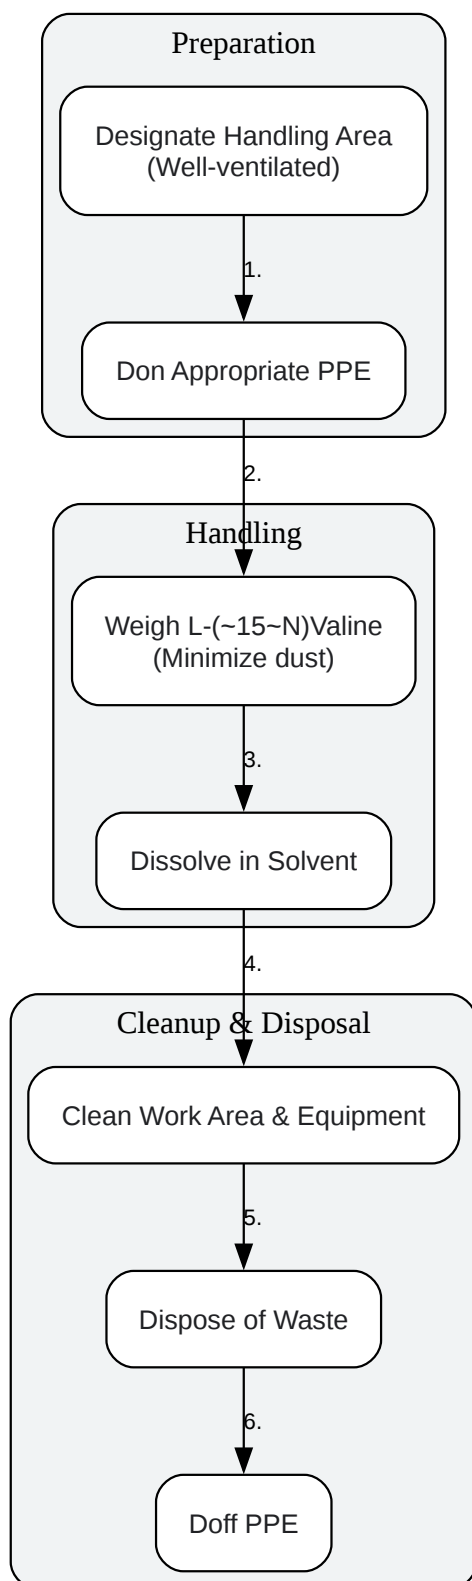 Preparation
Designate Handling Area
(Well-ventilated)
1.
Don Appropriate PPE
2.
Handling
Weigh L-(~15~N)Valine
(Minimize dust)
3.
Dissolve in Solvent
4.
Cleanup & Disposal
Clean Work Area & Equipment
5.
Dispose of Waste
6.
Doff PPE